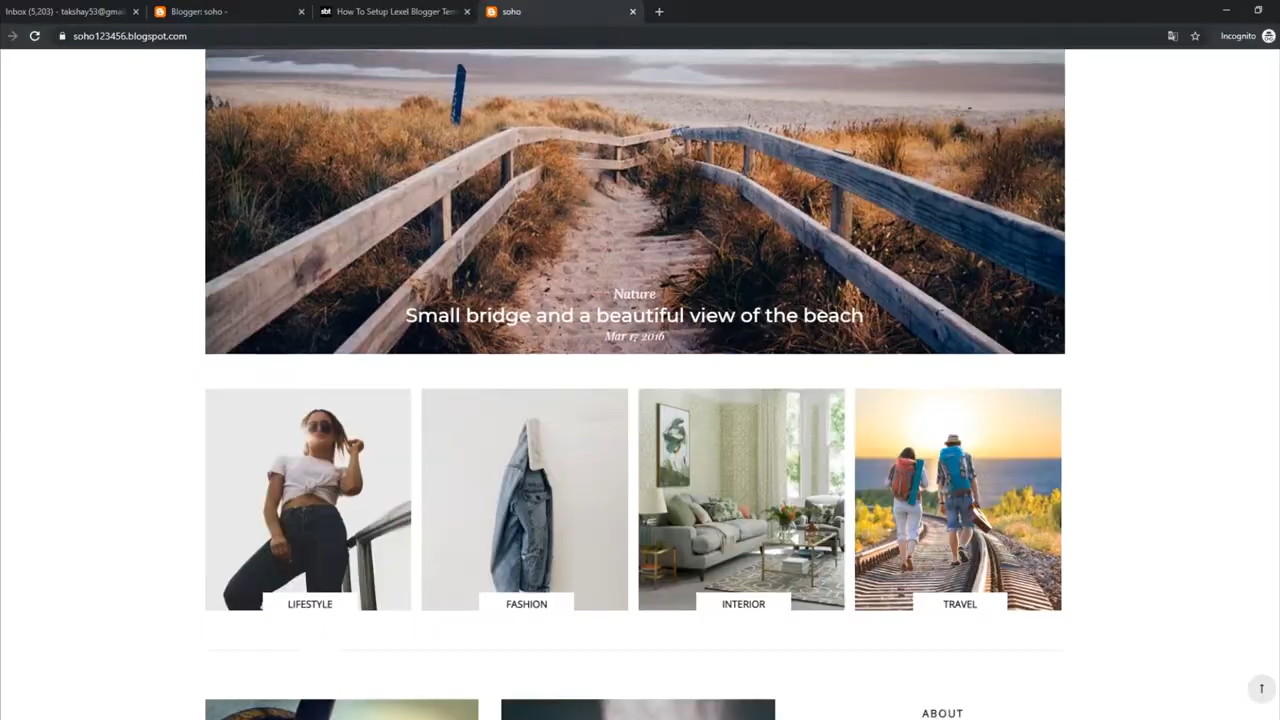 Inbox (5,203) - takshay53@gmail
Blogger: soho -
sbt
How To Setup Lexel Blogger Tem
soho
soho123456.blogspot.com
Incognito
Nature
Small bridge and a beautiful view of the beach
Mar 17 2016
LIFESTYLE
FASHION
INTERIOR
TRAVEL
ABOUT